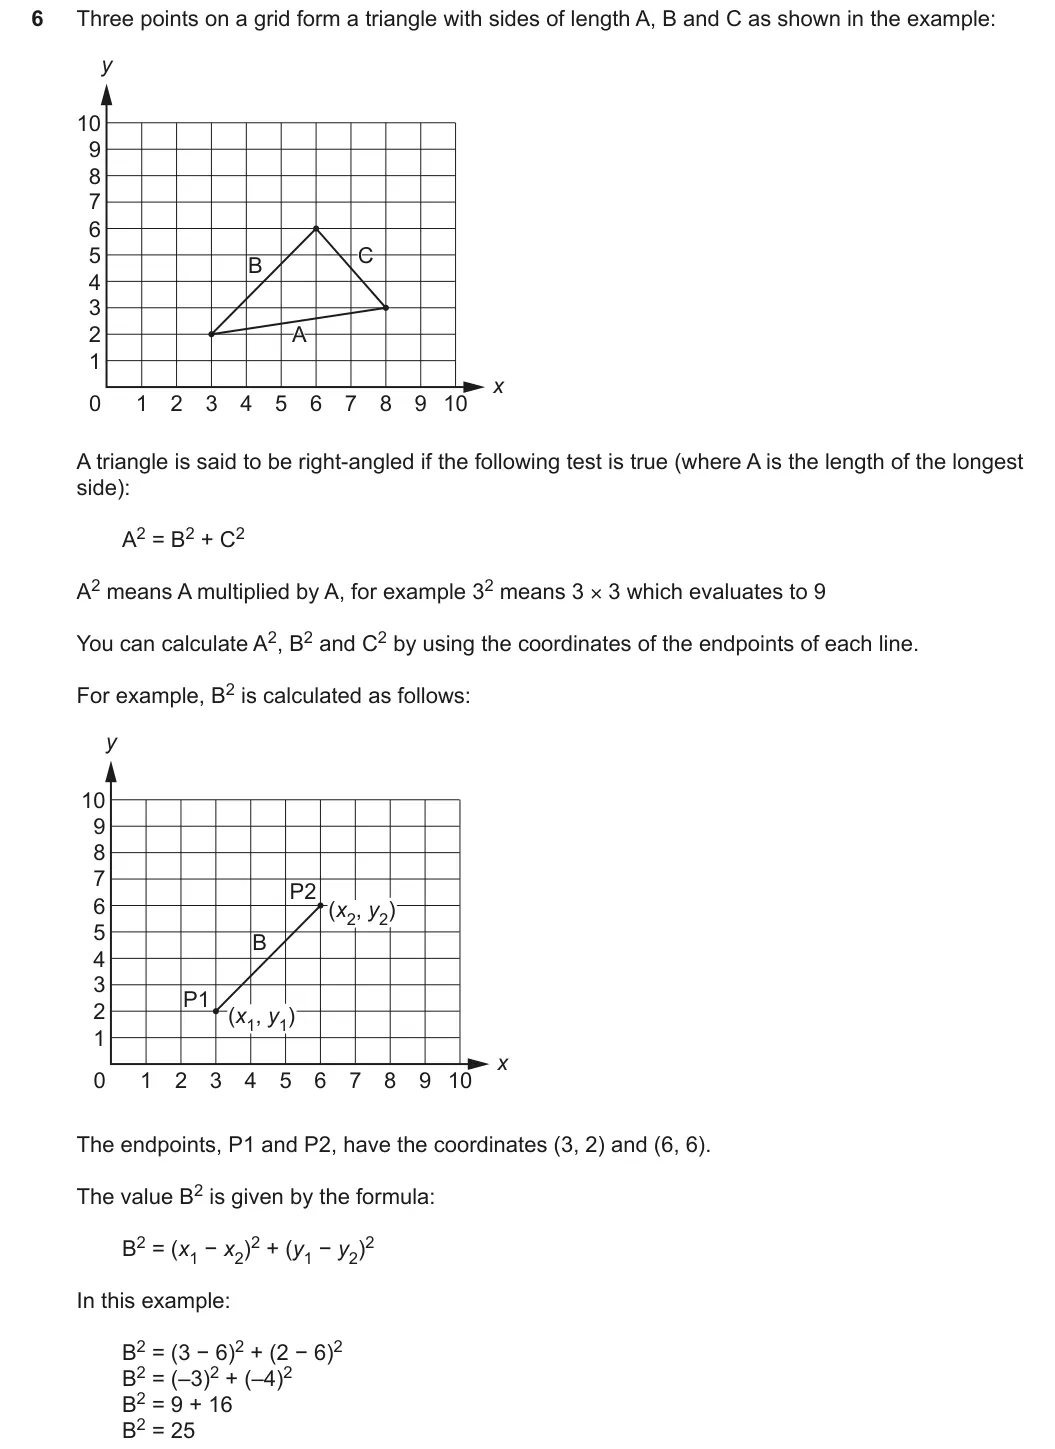 6 Three points on a grid form a triangle with sides of length A, B and C as shown in the example:
y
10
9
8
7
6
5
4
3
2
1
B
C
A
x
0 1 2 3 4 5 6 7 8 9 10
A triangle is said to be right-angled if the following test is true (where A is the length of the longest
side):
A² = B² + C²
A² means A multiplied by A, for example 3² means 3 × 3 which evaluates to 9
You can calculate A², B² and C² by using the coordinates of the endpoints of each line.
For example, B² is calculated as follows:
y
10
9
8
7
6
5
4
3
2
1
P2
(x₂, y₂)
B
P1
(x₁, y₁)
x
0 1 2 3 4 5 6 7 8 9 10
The endpoints, P1 and P2, have the coordinates (3, 2) and (6, 6).
The value B² is given by the formula:
B² = (x₁ − x₂)² + (y₁ − y₂)²
In this example:
B² = (3 − 6)² + (2 − 6)²
B² = (–3)² + (–4)²
B² = 9 + 16
B² = 25